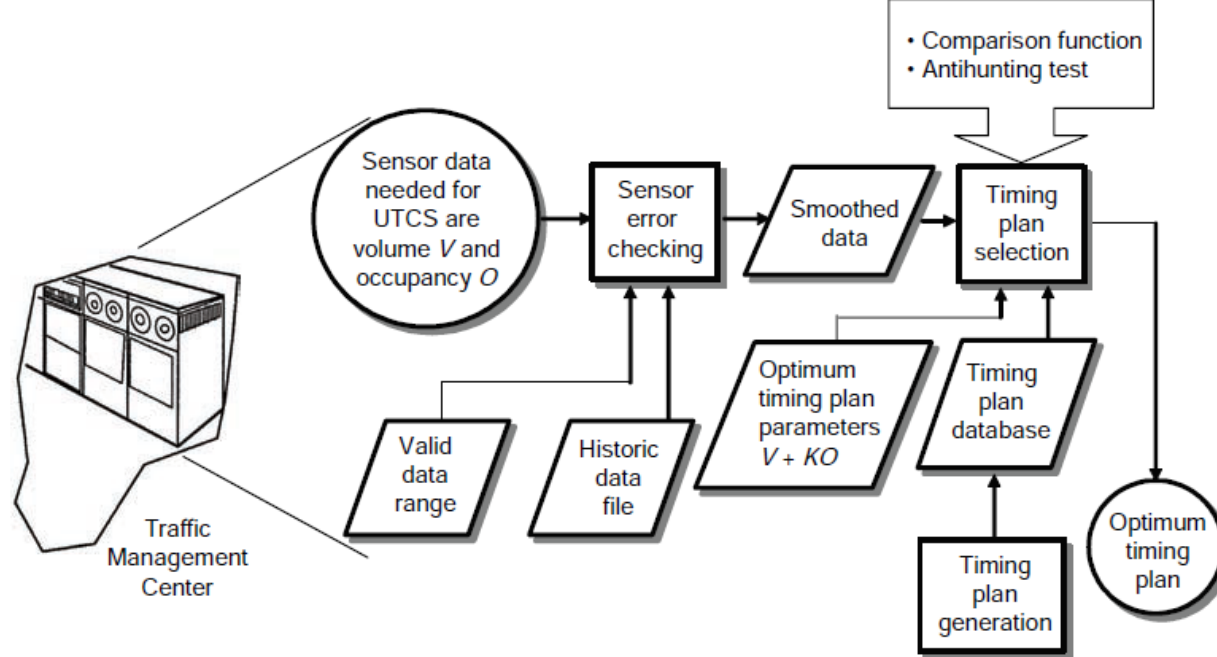 • Comparison function
• Antihunting test
Sensor data
needed for
UTCS are
volume V and
occupancy O
Sensor
error
checking
Smoothed
data
Timing
plan
selection
Valid
data
range
Historic
data
file
Optimum
timing plan
parameters
V + KO
Timing
plan
database
Optimum
timing
plan
Timing
plan
generation
Traffic
Management
Center